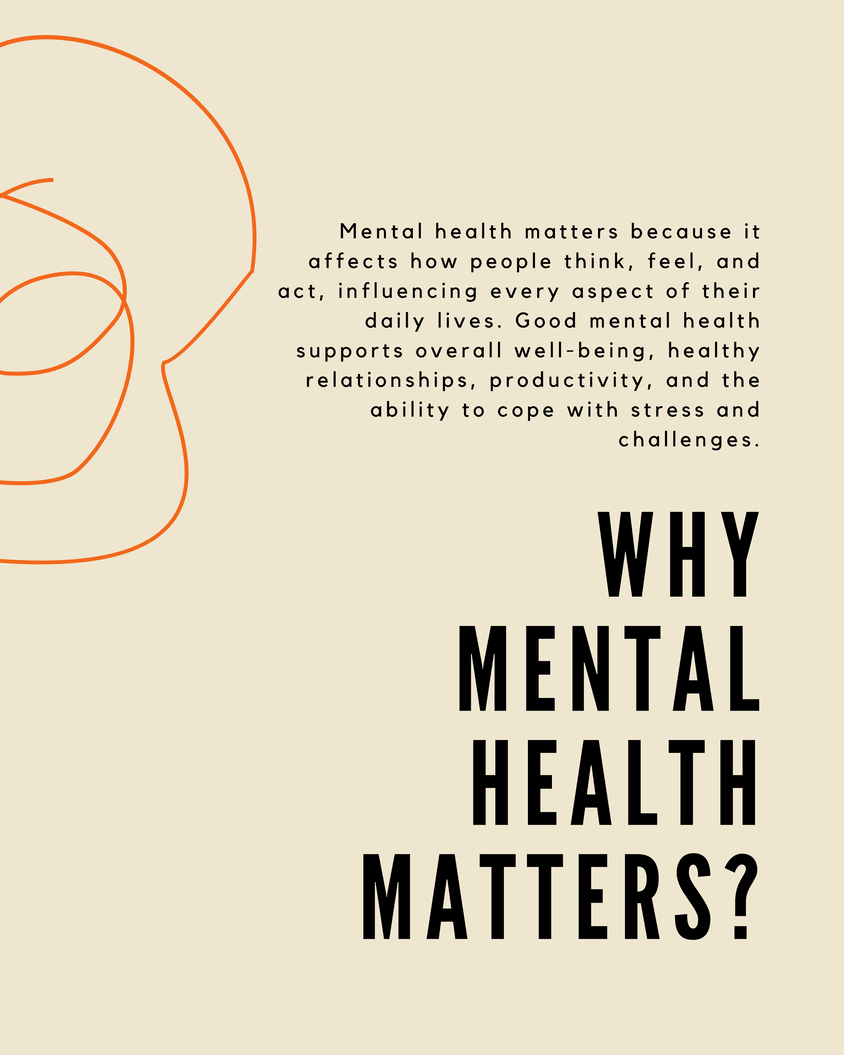 Mental health matters because it
affects how people think, feel, and
act, influencing every aspect of their
daily lives. Good mental health
supports overall well-being, healthy
relationships, productivity, and the
ability to cope with stress and
challenges.
WHY
MENTAL
HEALTH
MATTERS?